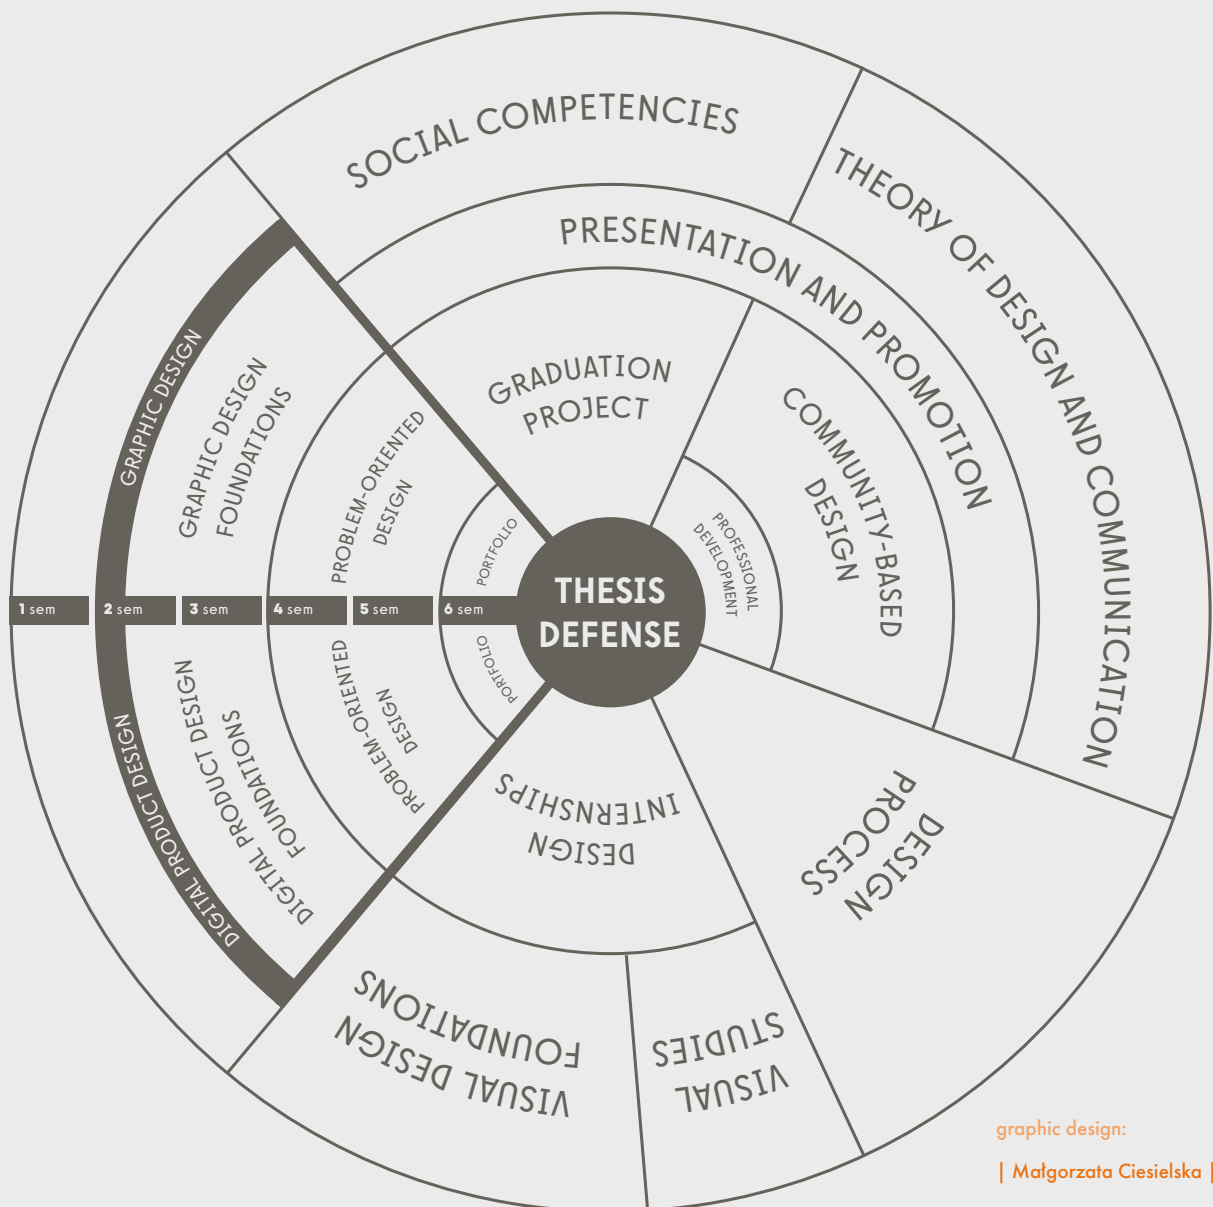 SOCIAL COMPETENCIES
THEORY OF DESIGN AND COMMUNICATION
PRESENTATION AND PROMOTION
GRADUATION
PROJECT
COMMUNITY-BASED
DESIGN
PROFESSIONAL
DEVELOPMENT
GRAPHIC DESIGN
GRAPHIC DESIGN
FOUNDATIONS
PROBLEM-ORIENTED
DESIGN
PORTFOLIO
THESIS
DEFENSE
1 sem
2 sem
3 sem
4 sem
5 sem
6 sem
DIGITAL PRODUCT DESIGN
DIGITAL PRODUCT DESIGN
FOUNDATIONS
PROBLEM-ORIENTED
DESIGN
PORTFOLIO
DESIGN
INTERNSHIPS
DESIGN
PROCESS
VISUAL DESIGN
FOUNDATIONS
VISUAL
STUDIES
graphic design:
| Małgorzata Ciesielska |